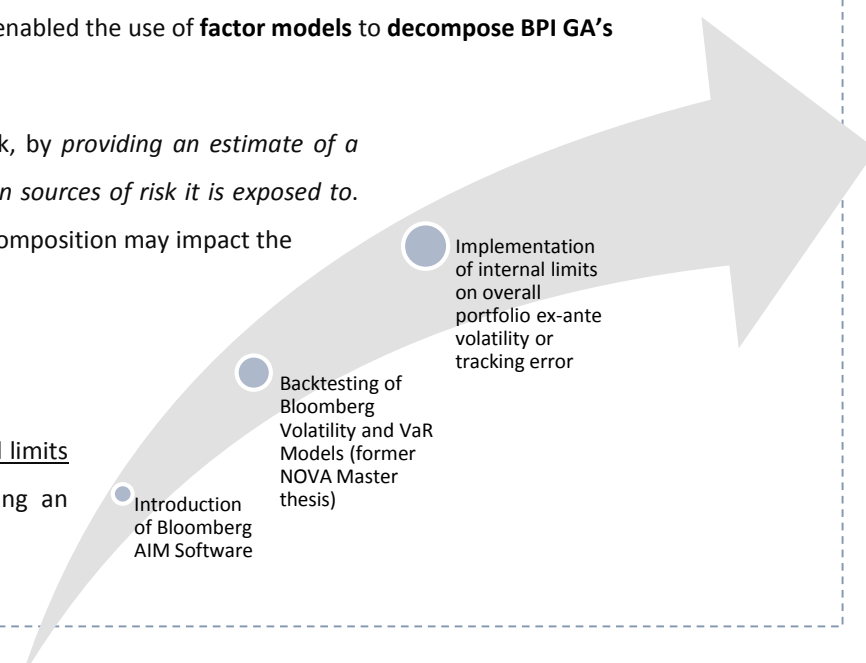 enabled the use of factor models to decompose BPI GA's
k, by providing an estimate of a
n sources of risk it is exposed to.
omposition may impact the
Implementation
of internal limits
on overall
portfolio ex-ante
volatility or
tracking error
Backtesting of
Bloomberg
Volatility and VaR
Models (former
NOVA Master
thesis)
l limits
ng an
Introduction
of Bloomberg
AIM Software